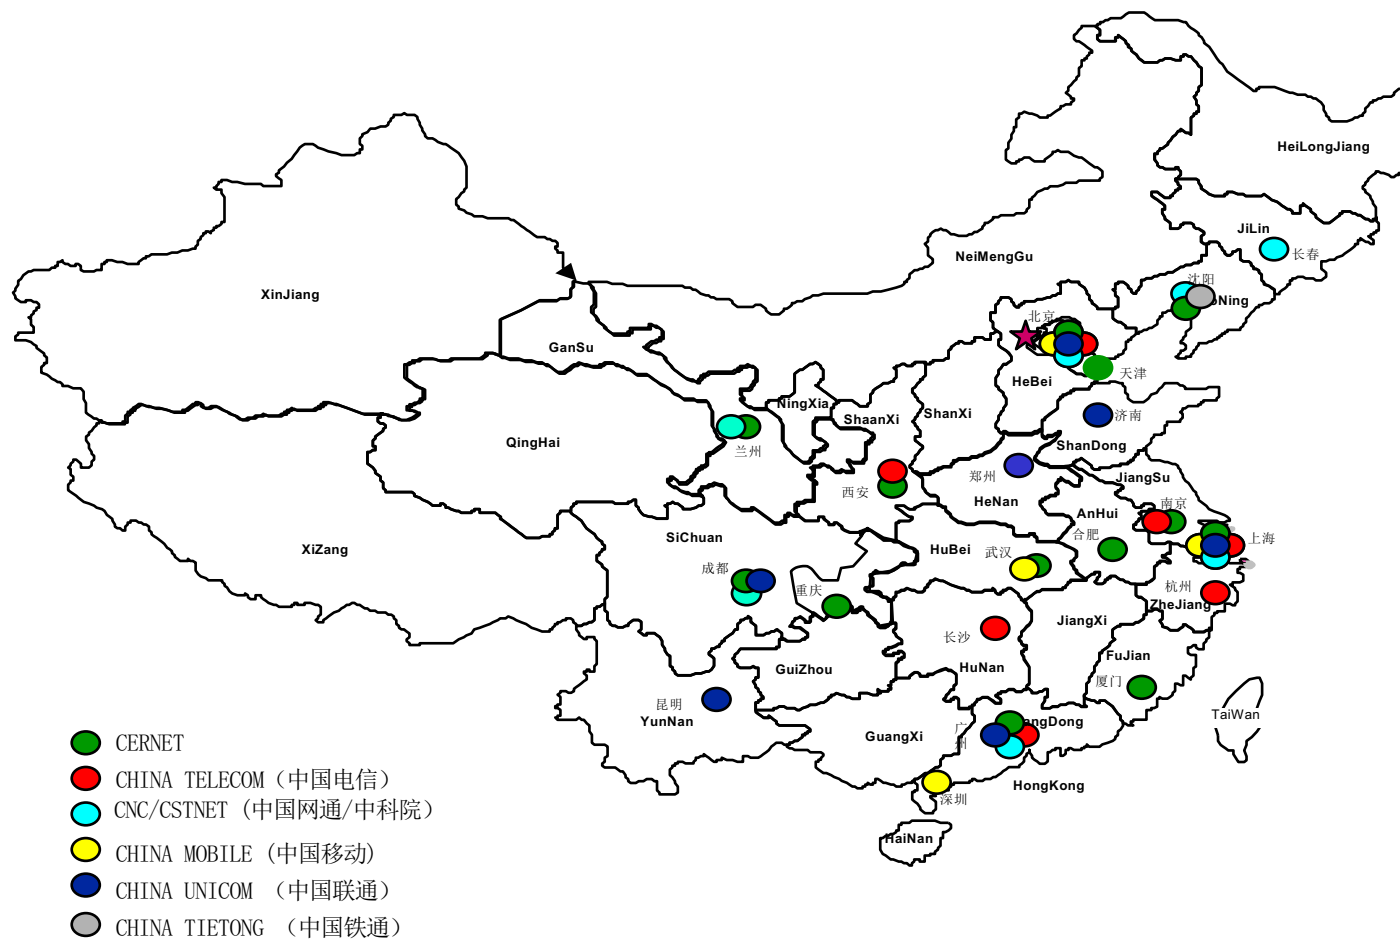 HeiLongJiang
JiLin
长春
NeiMengGu
沈阳
Ning
XinJiang
北京
GanSu
天津
HeBei
NingXia
ShaanXi
ShanXi
济南
QingHai
兰州
ShanDong
郑州
JiangSu
西安
HeNan
南京
AnHui
合肥
上海
SiChuan
HuBei
武汉
XiZang
成都
重庆
杭州
ZheJiang
JiangXi
长沙
FuJian
HuNan
GuiZhou
厦门
昆明
YunNan
TaiWan
广州
angDong
GuangXi
HongKong
深圳
HaiNan
CERNET
CHINA TELECOM（中国电信）
CNC/CSTNET (中国网通/中科院）
CHINA MOBILE (中国移动)
CHINA UNICOM （中国联通）
CHINA TIETONG （中国铁通）